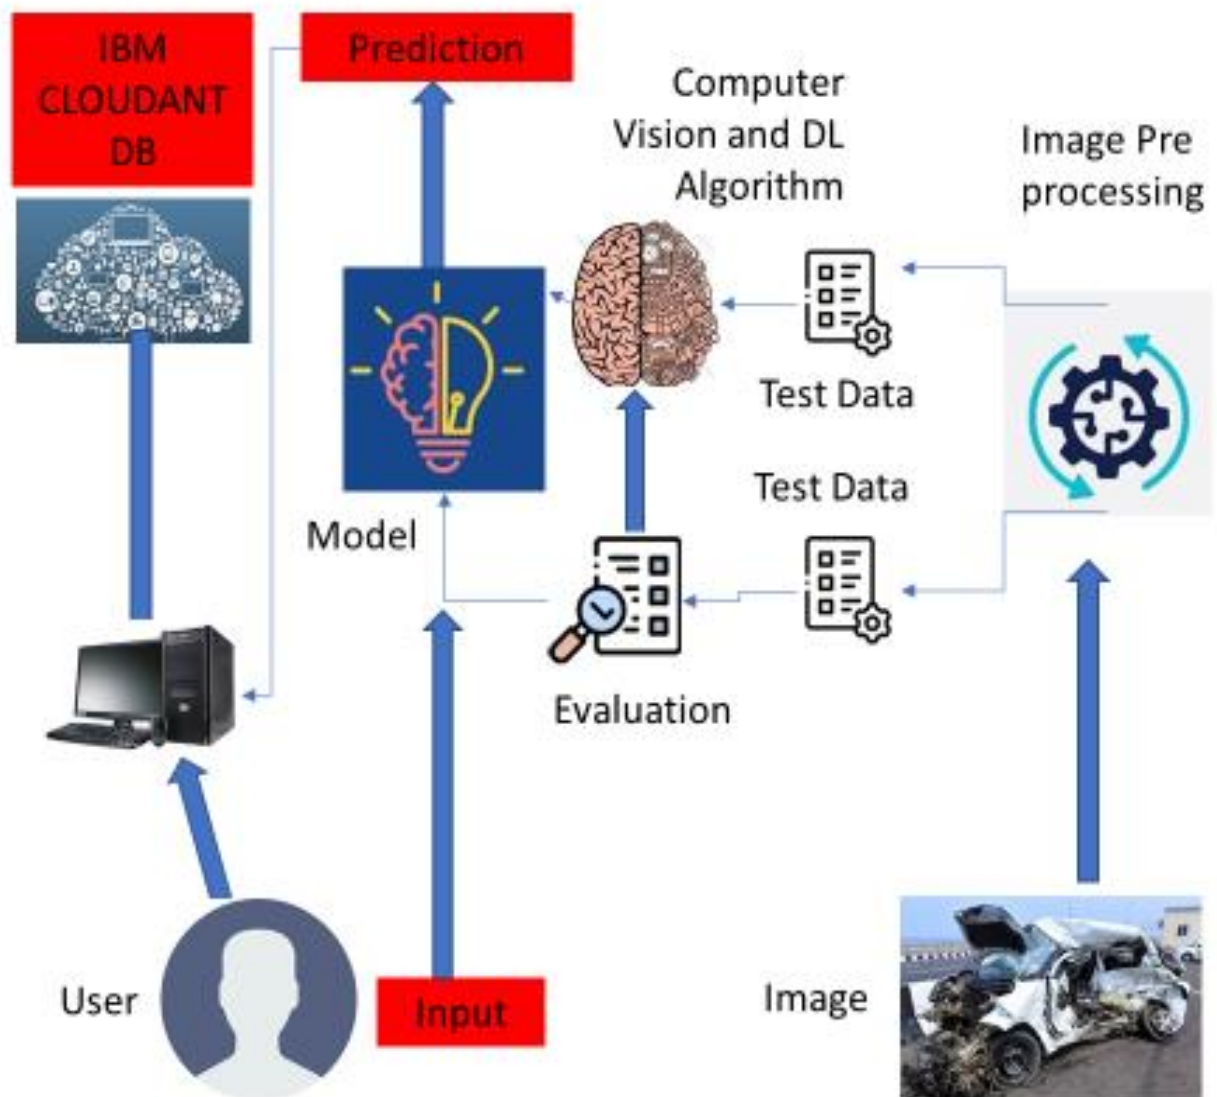 IBM
CLOUDANT
DB
Prediction
Computer
Vision and DL
Algorithm
Image Pre
processing
Test Data
Test Data
Model
Evaluation
User
Input
Image